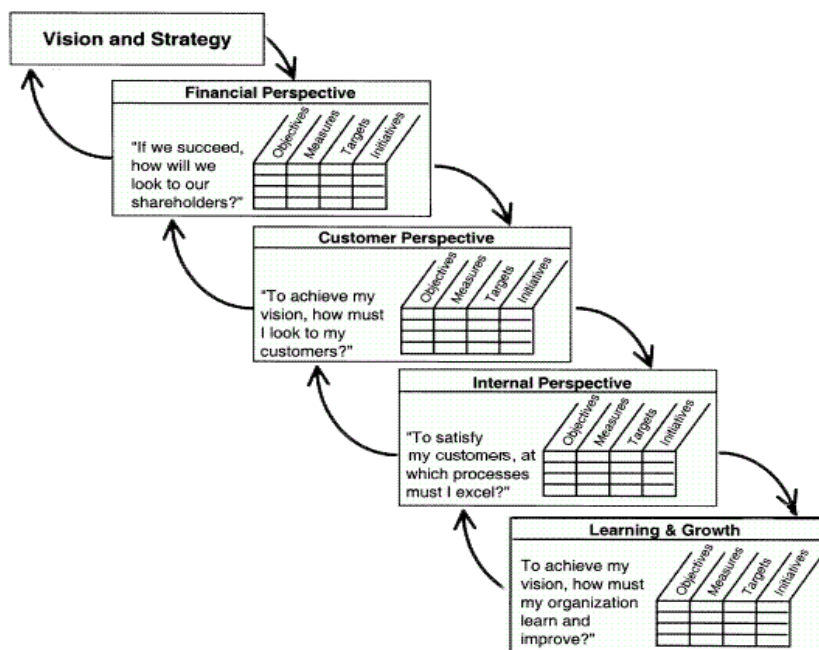 Vision and Strategy
Financial Perspective
Objectives
Measures
Targets
Initiatives
"If we succeed,
how will we
look to our
shareholders?"
Customer Perspective
Objectives
Measures
Targets
Initiatives
"To achieve my
vision, how must
I look to my
customers?"
Internal Perspective
Objectives
Measures
Targets
Initiatives
"To satisfy
my customers, at
which processes
must I excel?"
Learning & Growth
Objectives
Measures
Targets
Initiatives
To achieve my
vision, how must
my organization
learn and
improve?"